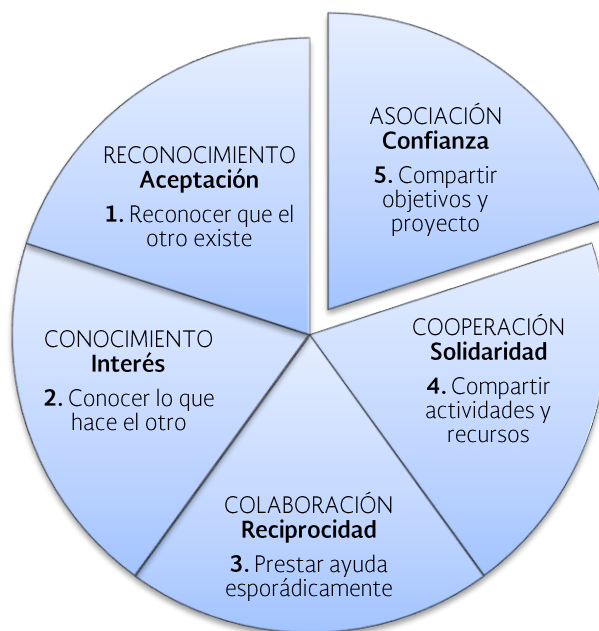 RECONOCIMIENTO
Aceptación
1. Reconocer que el
otro existe
CONOCIMIENTO
Interés
2. Conocer lo que
hace el otro
COLABORACIÓN
Reciprocidad
3. Prestar ayuda
esporádicamente
COOPERACIÓN
Solidaridad
4. Compartir
actividades y
recursos
ASOCIACIÓN
Confianza
5. Compartir
objetivos y
proyecto